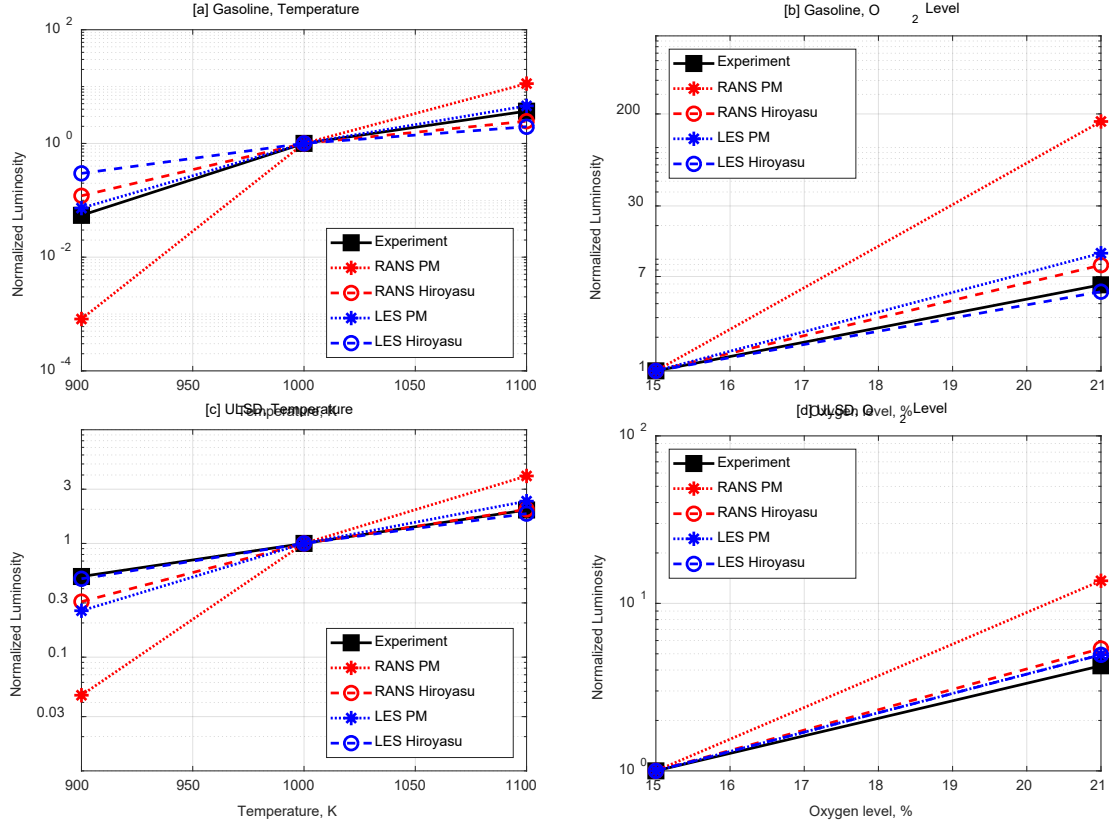 [a] Gasoline, Temperature
10 2
10 0
10 -2
10 -4
Normalized Luminosity
Experiment
RANS PM
RANS Hiroyasu
LES PM
LES Hiroyasu
900
950
1000
1050
1100
Temperature, K
[b] Gasoline, O 2 Level
200
30
7
1
Normalized Luminosity
Experiment
RANS PM
RANS Hiroyasu
LES PM
LES Hiroyasu
15
16
17
18
19
20
21
Oxygen level, %
[c] ULSD, Temperature
3
1
0.3
0.1
0.03
Normalized Luminosity
Experiment
RANS PM
RANS Hiroyasu
LES PM
LES Hiroyasu
900
950
1000
1050
1100
Temperature, K
[d] ULSD, O 2 Level
10 2
10 1
10 0
Normalized Luminosity
Experiment
RANS PM
RANS Hiroyasu
LES PM
LES Hiroyasu
15
16
17
18
19
20
21
Oxygen level, %